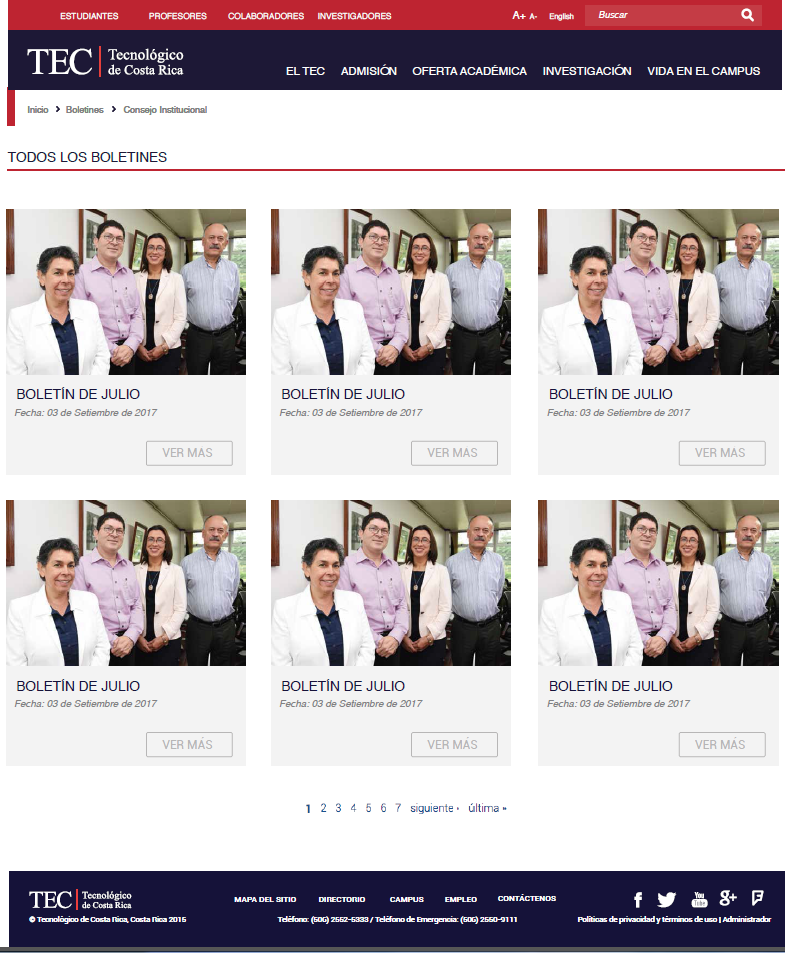 ESTUDIANTES PROFESORES COLABORADORES INVESTIGADORES A+ A- English Buscar
TEC Tecnológico de Costa Rica
EL TEC ADMISIÓN OFERTA ACADÉMICA INVESTIGACIÓN VIDA EN EL CAMPUS
Inicio > Boletines > Consejo Institucional
TODOS LOS BOLETINES
BOLETÍN DE JULIO BOLETÍN DE JULIO BOLETÍN DE JULIO
Fecha: 03 de Setiembre de 2017 Fecha: 03 de Setiembre de 2017 Fecha: 03 de Setiembre de 2017
VER MAS VER MAS VER MAS
BOLETÍN DE JULIO BOLETÍN DE JULIO BOLETÍN DE JULIO
Fecha: 03 de Setiembre de 2017 Fecha: 03 de Setiembre de 2017 Fecha: 03 de Setiembre de 2017
VER MÁS VER MÁS VER MÁS
1 2 3 4 5 6 7 siguiente › última »
TEC Tecnológico de Costa Rica
MAPA DEL SITIO DIRECTORIO CAMPUS EMPLEO CONTÁCTENOS You Tube g+
© Tecnológico de Costa Rica, Costa Rica 2015 Teléfono: (506) 2552-5333 / Teléfono de Emergencia: (506) 2550-9111 Políticas de privacidad y términos de uso | Administrador